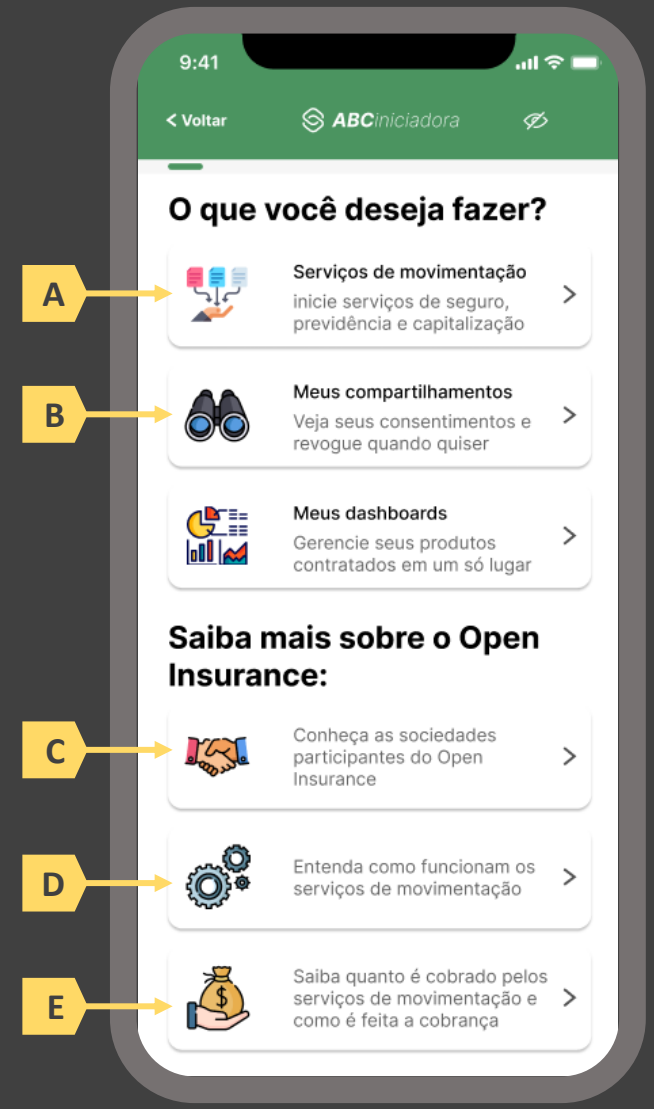 9:41
Voltar
ABCiniciadora
O que você deseja fazer?
A
Serviços de movimentação
inicie serviços de seguro,
previdência e capitalização
B
Meus compartilhamentos
Veja seus consentimentos e
revogue quando quiser
Meus dashboards
Gerencie seus produtos
contratados em um só lugar
Saiba mais sobre o Open
Insurance:
C
Conheça as sociedades
participantes do Open
Insurance
D
Entenda como funcionam os
serviços de movimentação
E
$
Saiba quanto é cobrado pelos
serviços de movimentação e
como é feita a cobrança